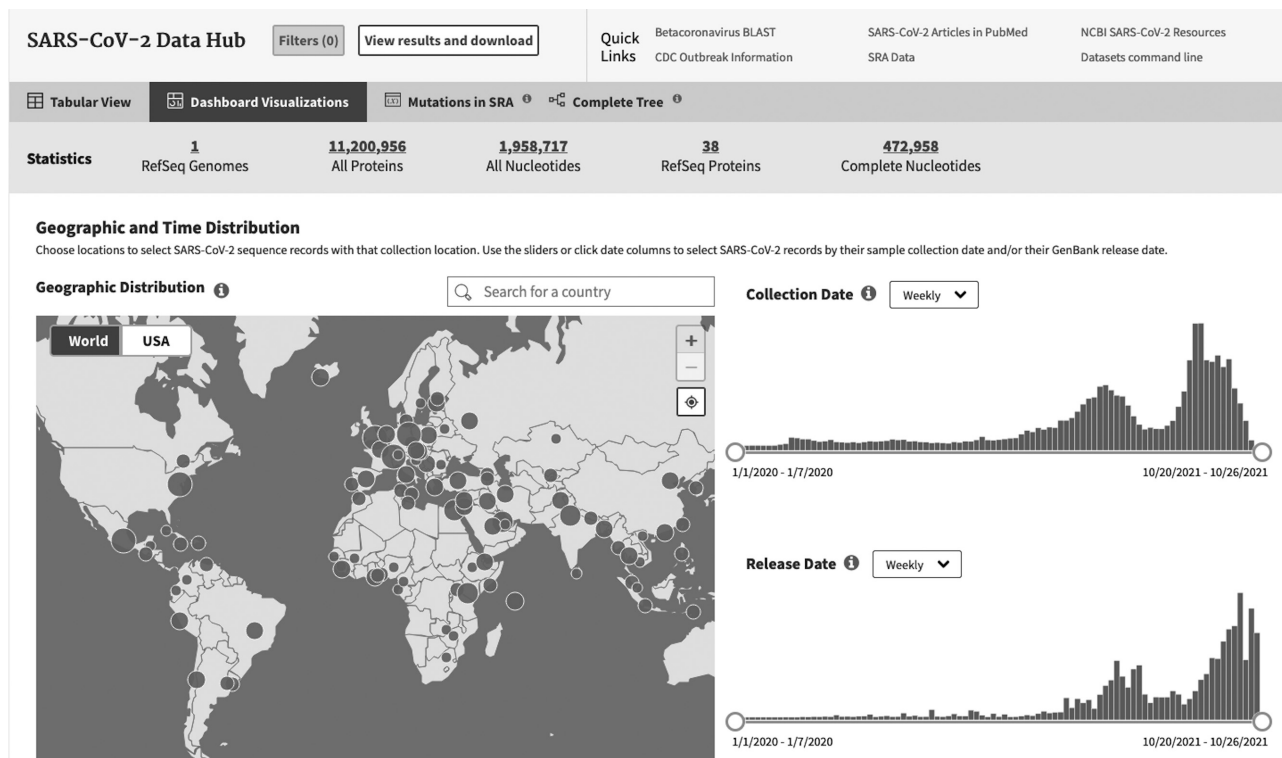 SARS-CoV-2 Data Hub
Filters (0)
View results and download
Quick Links
Betacoronavirus BLAST
SARS-CoV-2 Articles in PubMed
NCBI SARS-CoV-2 Resources
CDC Outbreak Information
SRA Data
Datasets command line
Tabular View
Dashboard Visualizations
Mutations in SRA
Complete Tree
Statistics
1
RefSeq Genomes
11,200,956
All Proteins
1,958,717
All Nucleotides
38
RefSeq Proteins
472,958
Complete Nucleotides
Geographic and Time Distribution
Choose locations to select SARS-CoV-2 sequence records with that collection location. Use the sliders or click date columns to select SARS-CoV-2 records by their sample collection date and/or their GenBank release date.
Geographic Distribution
Search for a country
World
USA
+
−
Collection Date
Weekly
1/1/2020 - 1/7/2020
10/20/2021 - 10/26/2021
Release Date
Weekly
1/1/2020 - 1/7/2020
10/20/2021 - 10/26/2021